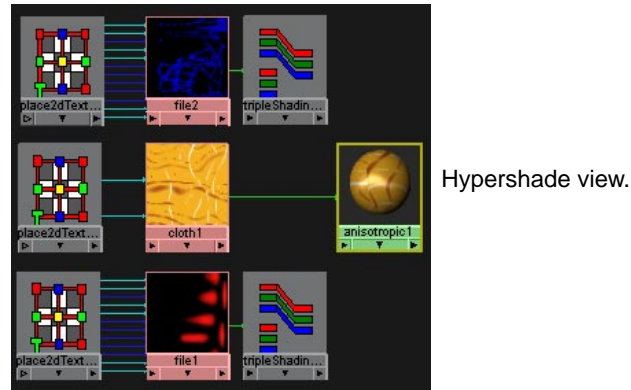 place2dText...
file2
tripleShadin...
Hypershade view.
place2dText...
cloth1
anisotropic1
place2dText...
file1
tripleShadin...